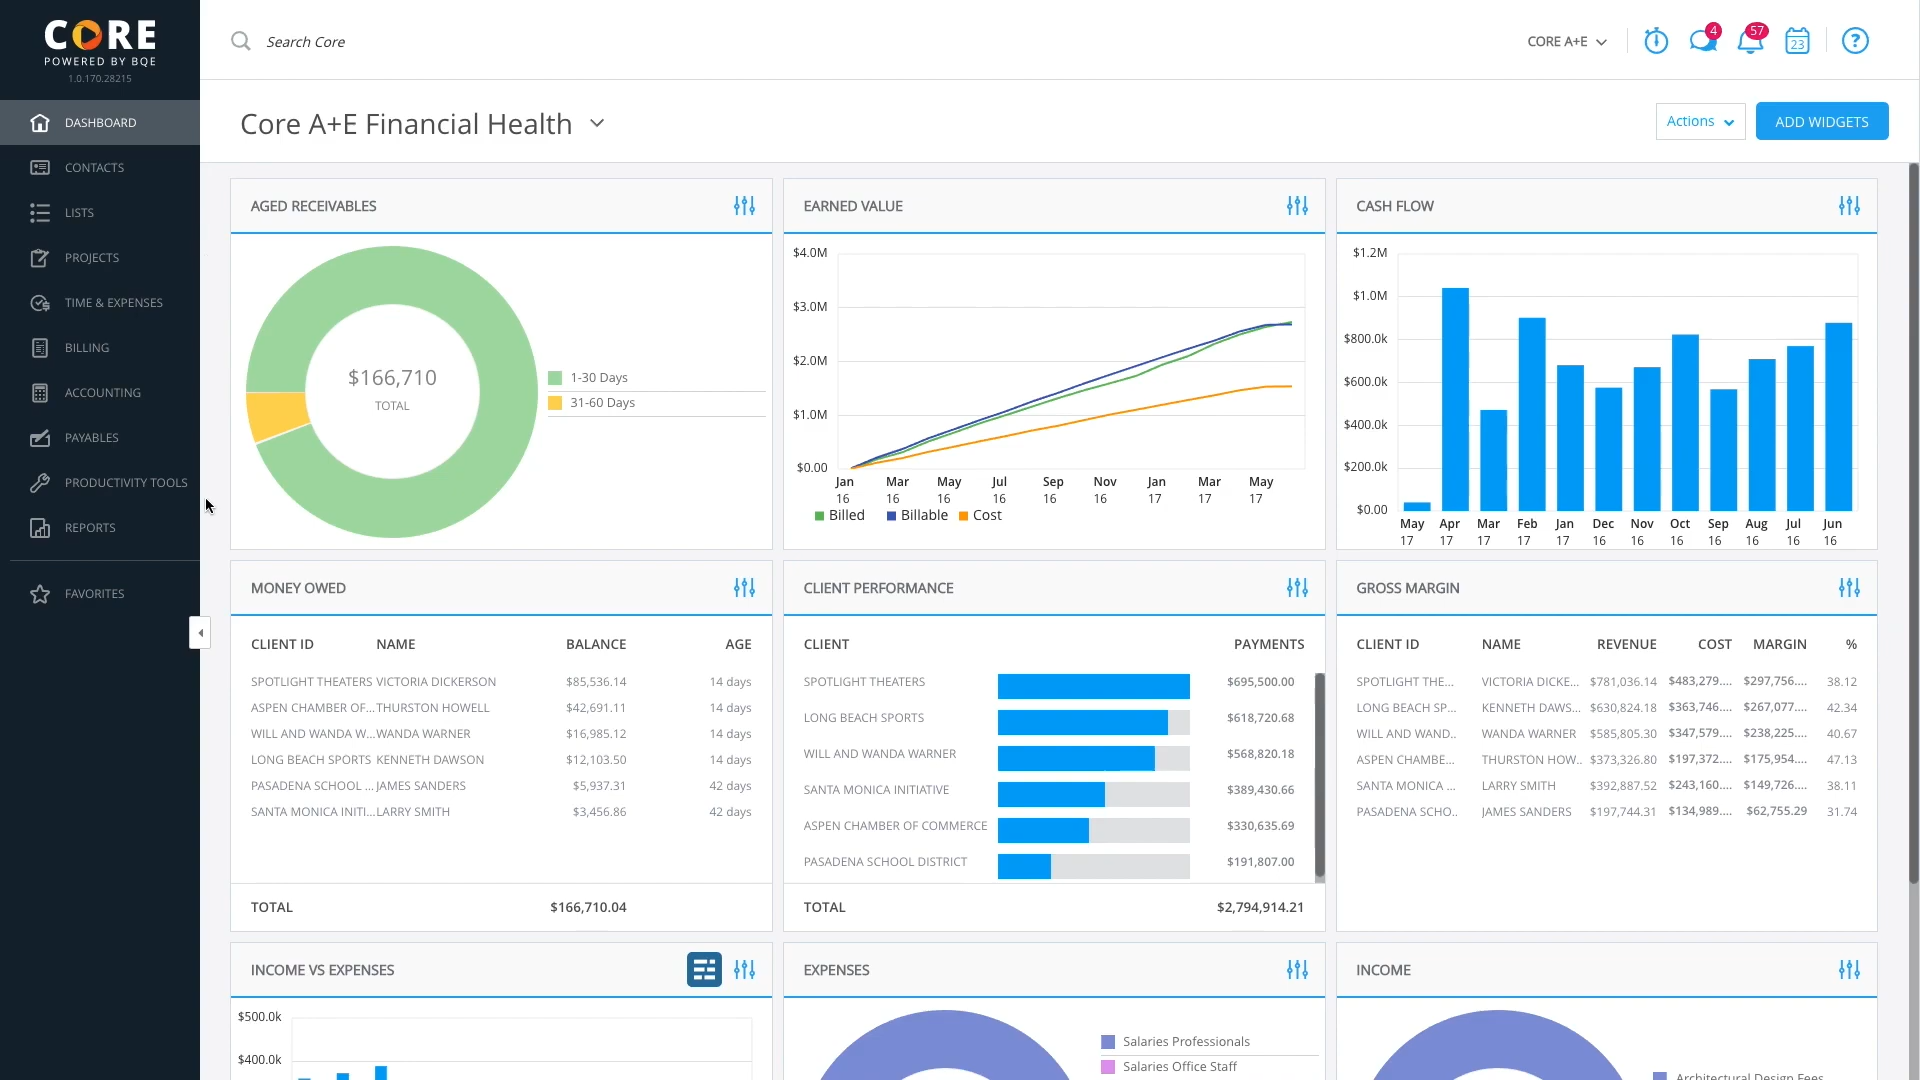 CORE
POWERED BY BQE
1.0.170.28215
DASHBOARD
CONTACTS
LISTS
PROJECTS
TIME & EXPENSES
BILLING
ACCOUNTING
PAYABLES
PRODUCTIVITY TOOLS
REPORTS
FAVORITES
Search Core
CORE A+E
4
57
23
?
Core A+E Financial Health
Actions
ADD WIDGETS
AGED RECEIVABLES
$166,710
TOTAL
1-30 Days
31-60 Days
EARNED VALUE
$4.0M
$3.0M
$2.0M
$1.0M
$0.00
Jan Mar May Jul Sep Nov Jan Mar May
16 16 16 16 16 16 17 17 17
Billed Billable Cost
CASH FLOW
$1.2M
$1.0M
$800.0k
$600.0k
$400.0k
$200.0k
$0.00
May Apr Mar Feb Jan Dec Nov Oct Sep Aug Jul Jun
17 17 17 17 17 16 16 16 16 16 16 16
MONEY OWED
CLIENT ID NAME BALANCE AGE
SPOTLIGHT THEATERS VICTORIA DICKERSON $85,536.14 14 days
ASPEN CHAMBER OF... THURSTON HOWELL $42,691.11 14 days
WILL AND WANDA W... WANDA WARNER $16,985.12 14 days
LONG BEACH SPORTS KENNETH DAWSON $12,103.50 14 days
PASADENA SCHOOL ... JAMES SANDERS $5,937.31 42 days
SANTA MONICA INITI... LARRY SMITH $3,456.86 42 days
TOTAL $166,710.04
CLIENT PERFORMANCE
CLIENT PAYMENTS
SPOTLIGHT THEATERS $695,500.00
LONG BEACH SPORTS $618,720.68
WILL AND WANDA WARNER $568,820.18
SANTA MONICA INITIATIVE $389,430.66
ASPEN CHAMBER OF COMMERCE $330,635.69
PASADENA SCHOOL DISTRICT $191,807.00
TOTAL $2,794,914.21
GROSS MARGIN
CLIENT ID NAME REVENUE COST MARGIN %
SPOTLIGHT THE... VICTORIA DICKE... $781,036.14 $483,279.... $297,756.... 38.12
LONG BEACH SP... KENNETH DAWS... $630,824.18 $363,746.... $267,077.... 42.34
WILL AND WAND.. WANDA WARNER $585,805.30 $347,579.... $238,225.... 40.67
ASPEN CHAMBE... THURSTON HOW.. $373,326.80 $197,372.... $175,954.... 47.13
SANTA MONICA ... LARRY SMITH $392,887.52 $243,160.... $149,726.... 38.11
PASADENA SCHO.. JAMES SANDERS $197,744.31 $134,989.... $62,755.29 31.74
INCOME VS EXPENSES
$500.0k
$400.0k
EXPENSES
Salaries Professionals
Salaries Office Staff
INCOME
Architectural Design Fees